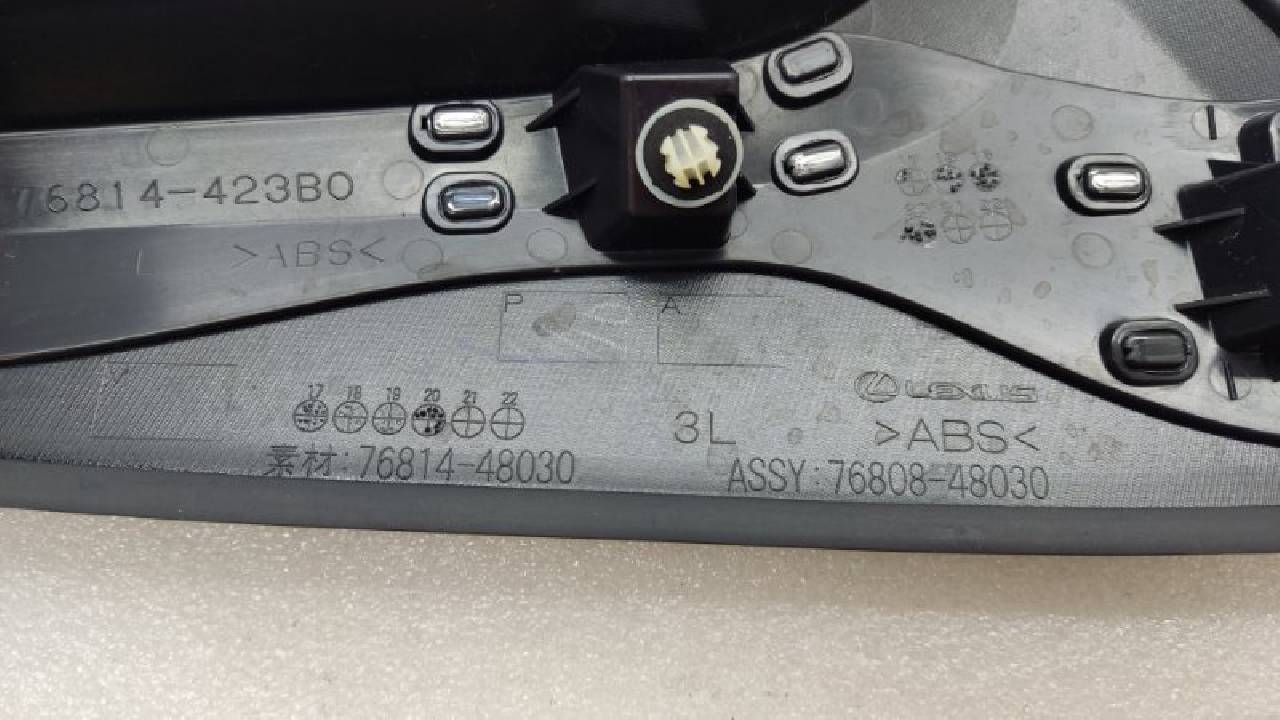 76814-423B0
>ABS<
P
A
Y
17 18 19 20 21 22
LEXUS
3L
>ABS<
素材:76814-48030
ASSY:76808-48030